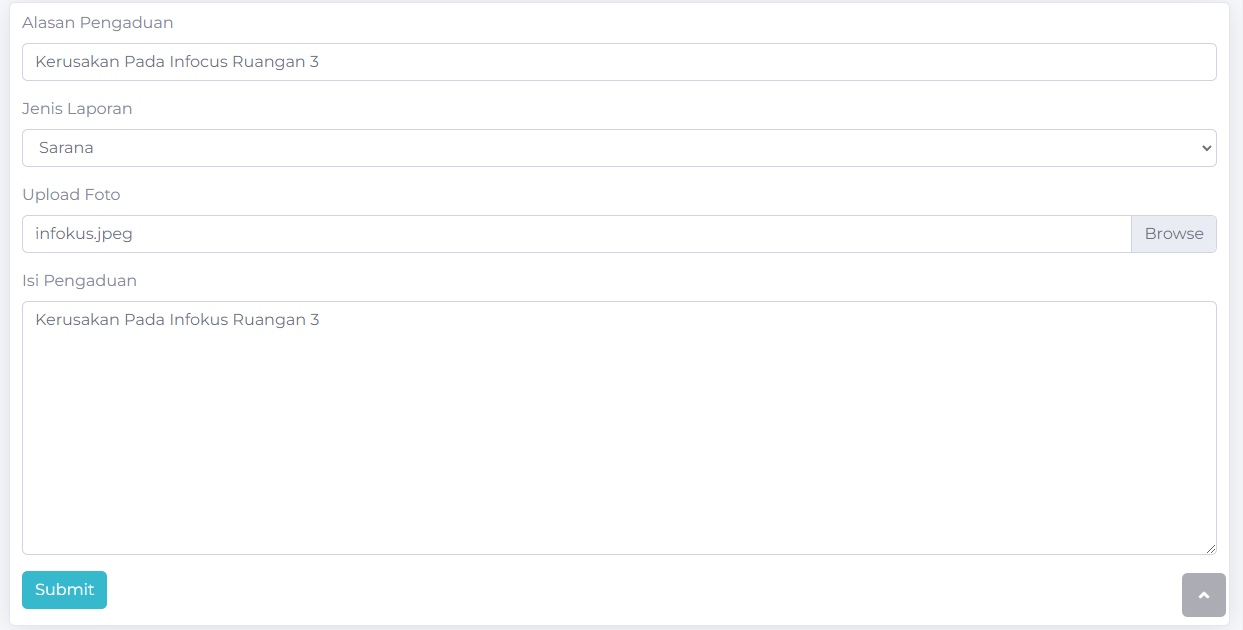 Alasan Pengaduan
Kerusakan Pada Infocus Ruangan 3
Jenis Laporan
Sarana
Upload Foto
infokus.jpeg
Browse
Isi Pengaduan
Kerusakan Pada Infokus Ruangan 3
Submit